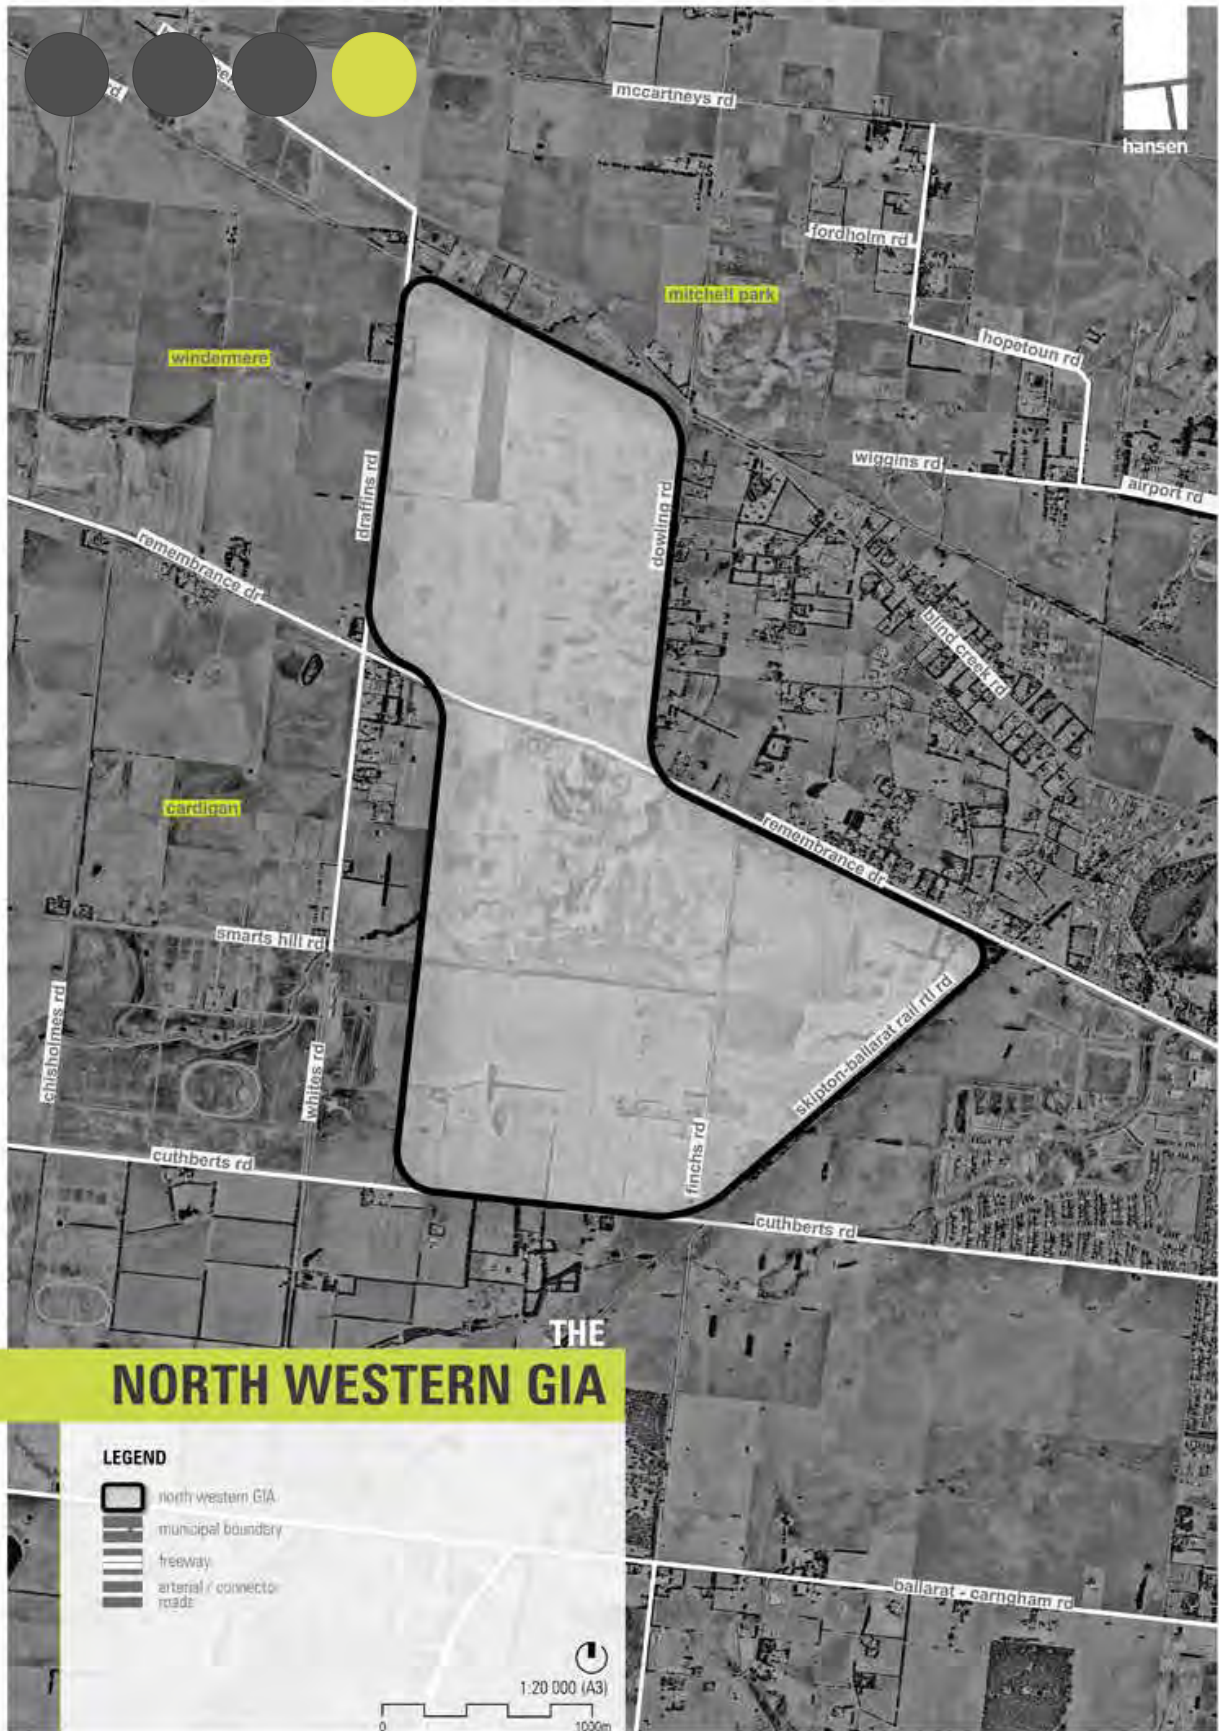 rd
mccartneys rd
hansen
fordholm rd
mitchell park
windermere
hopetoun rd
wiggins rd
airport rd
draffins rd
dowling rd
remembrance dr
blind creek rd
cardigan
remembrance dr
smarts hill rd
chisholmes rd
whites rd
skipton-ballarat rail rtl rd
finchs rd
cuthberts rd
cuthberts rd
THE
NORTH WESTERN GIA
LEGEND
north western GIA
municipal boundary
freeway
arterial / connector
roads
ballarat - carngham rd
1:20 000 (A3)
0 1000m